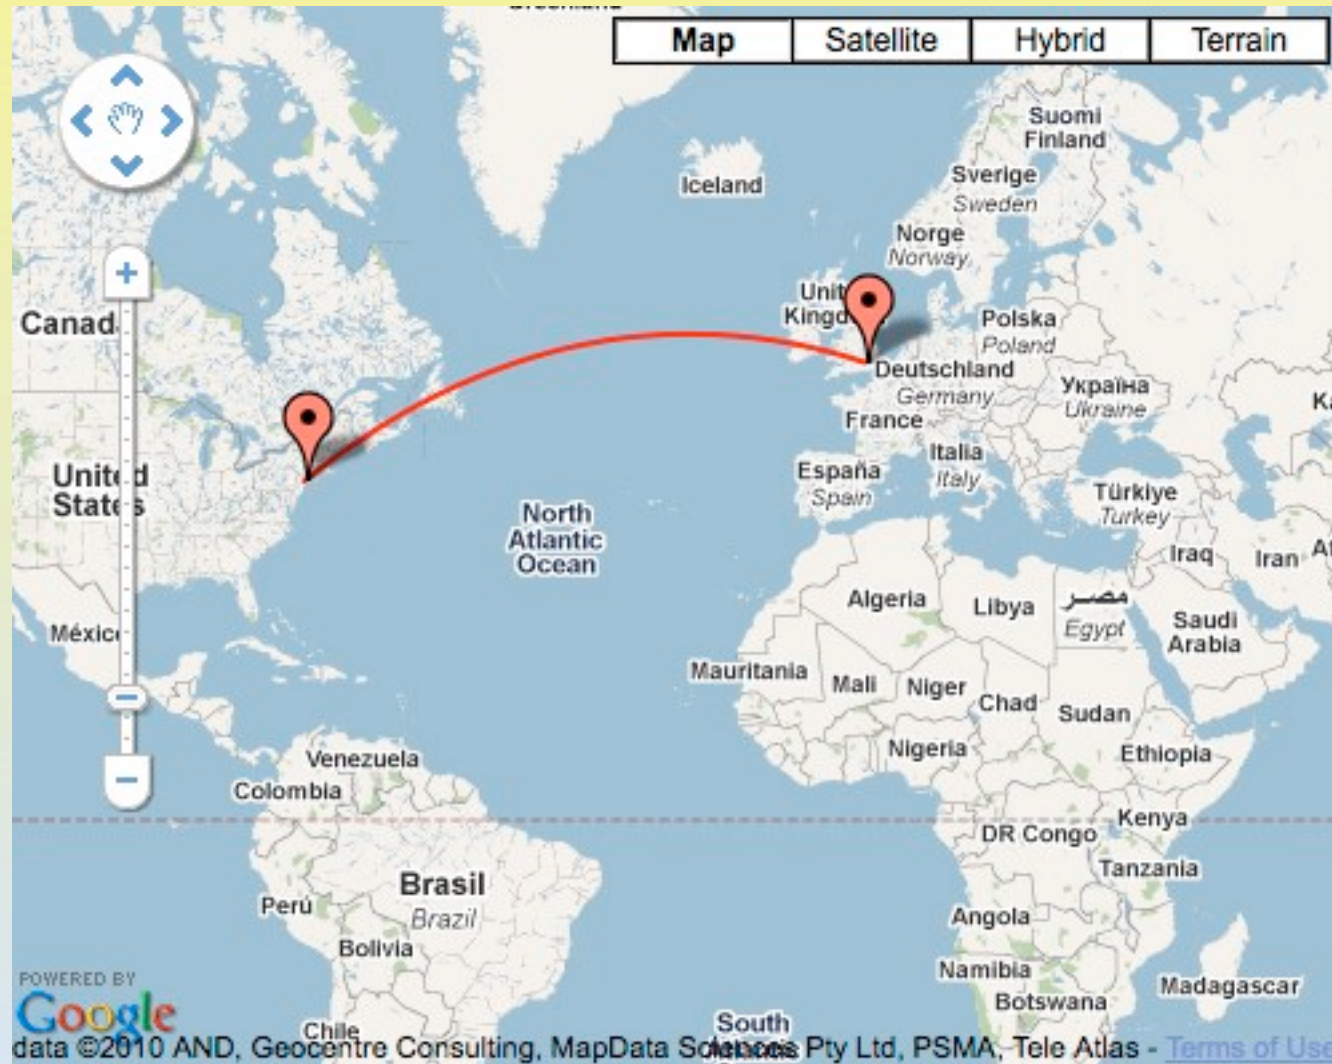 Map
Satellite
Hybrid
Terrain
Suomi
Finland
Iceland
Sverige
Sweden
Norge
Norway
Canad
Unit
Kingd
Polska
Poland
Deutschland
Germany
Україна
Ukraine
France
Italia
Italy
United
States
España
Spain
Türkiye
Turkey
North
Atlantic
Ocean
Iraq
Iran
Af
Algeria
Libya
مصر
Egypt
Saudi
Arabia
Méxic
Mauritania
Mali
Niger
Chad
Sudan
Nigeria
Ethiopia
Venezuela
Colombia
Kenya
DR Congo
Tanzania
Brasil
Brazil
Perú
Angola
Bolivia
Namibia
Madagascar
Botswana
POWERED BY
Google
Chile
South
data ©2010 AND, Geocentre Consulting, MapData Sciences Pty Ltd, PSMA, Tele Atlas - Terms of Use